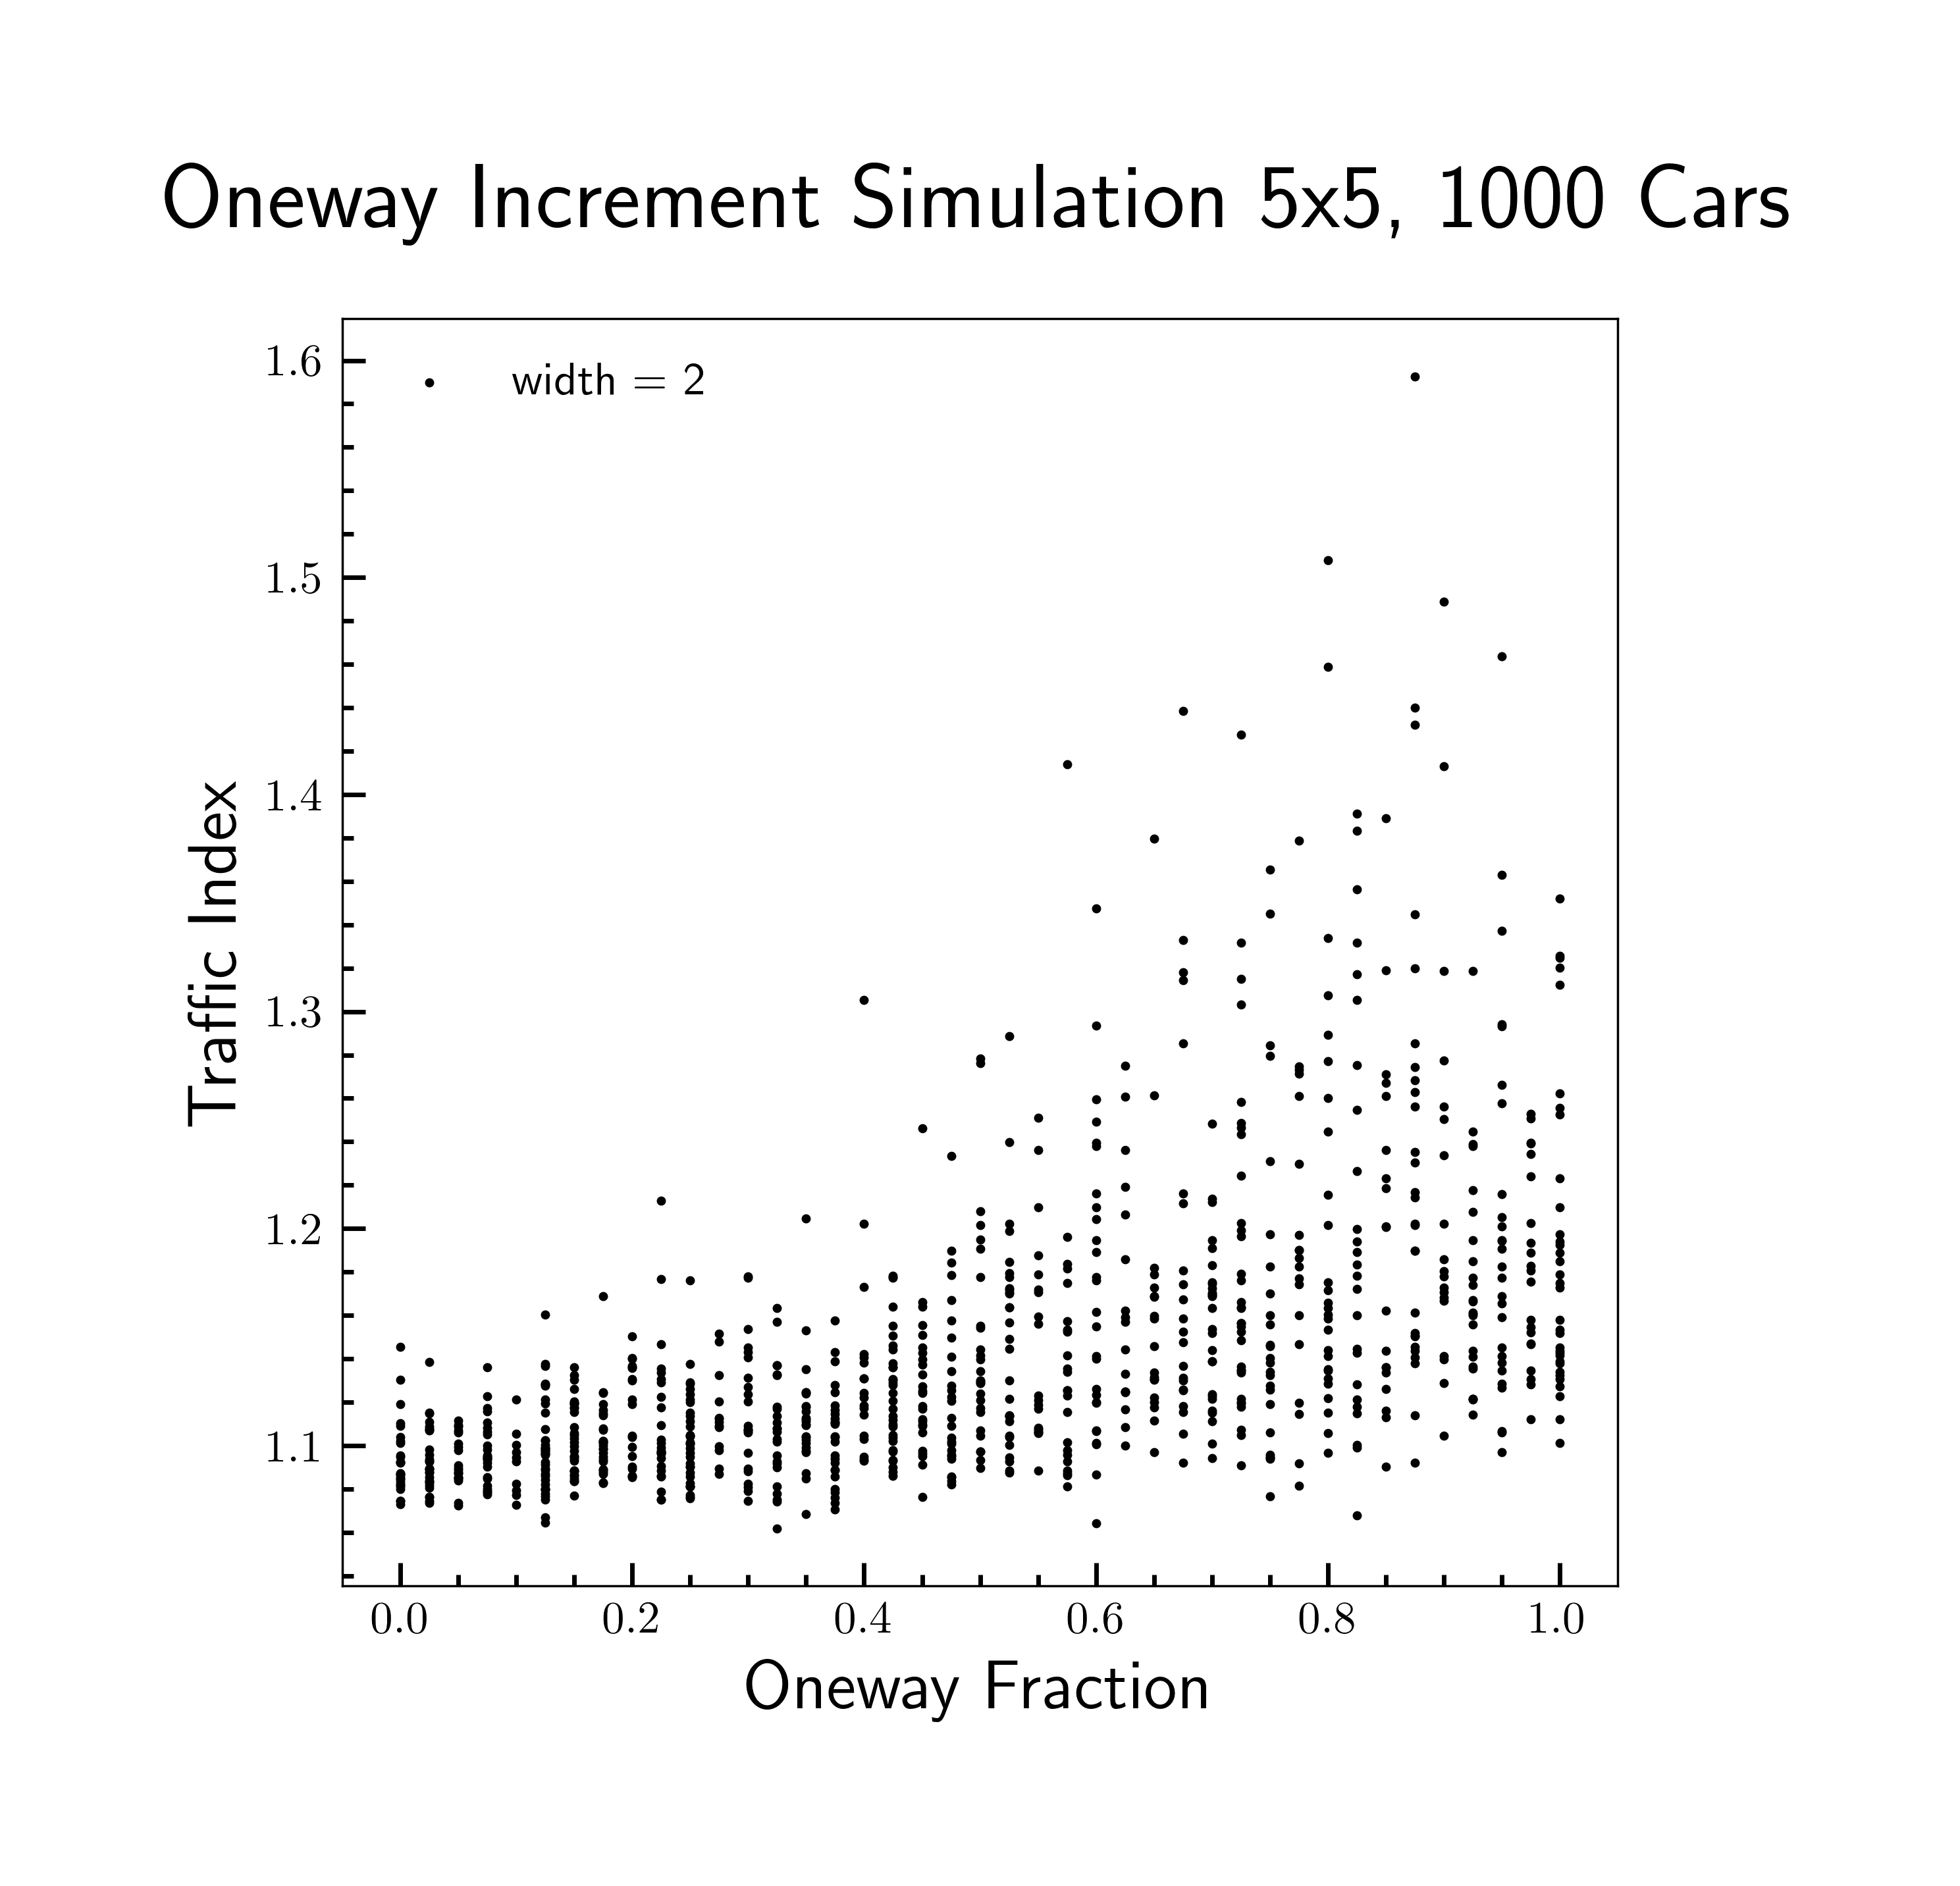 Oneway Increment Simulation 5x5, 1000 Cars
width = 2
1.6
1.5
1.4
1.3
1.2
1.1
Traffic Index
0.0 0.2 0.4 0.6 0.8 1.0
Oneway Fraction